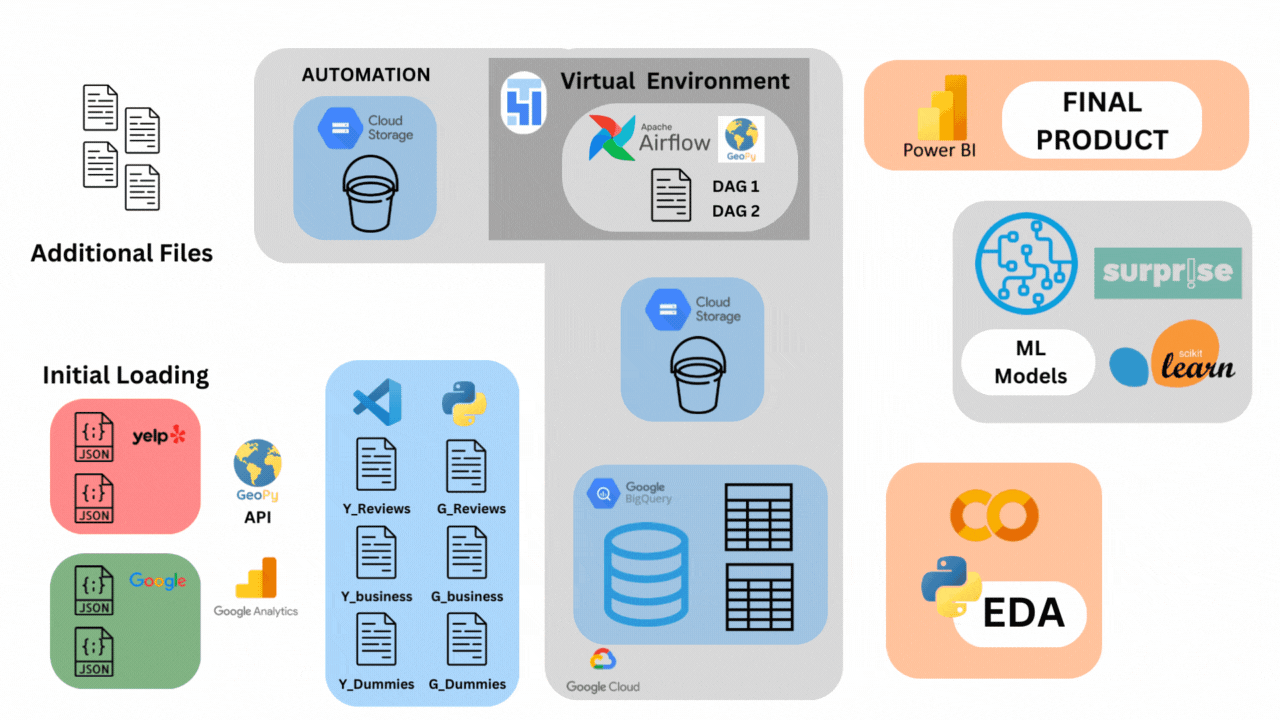 AUTOMATION
Cloud
Storage
Virtual Environment
Apache
Airflow
GeoPy
DAG 1
DAG 2
Power BI
FINAL
PRODUCT
Additional Files
surpr!se
ML
Models
scikit
learn
Cloud
Storage
Initial Loading
{;}
JSON
yelp
{;}
JSON
GeoPy
API
{;}
JSON
Google
{;}
JSON
Google Analytics
Y_Reviews
G_Reviews
Y_business
G_business
Y_Dummies
G_Dummies
Google
BigQuery
Google Cloud
EDA